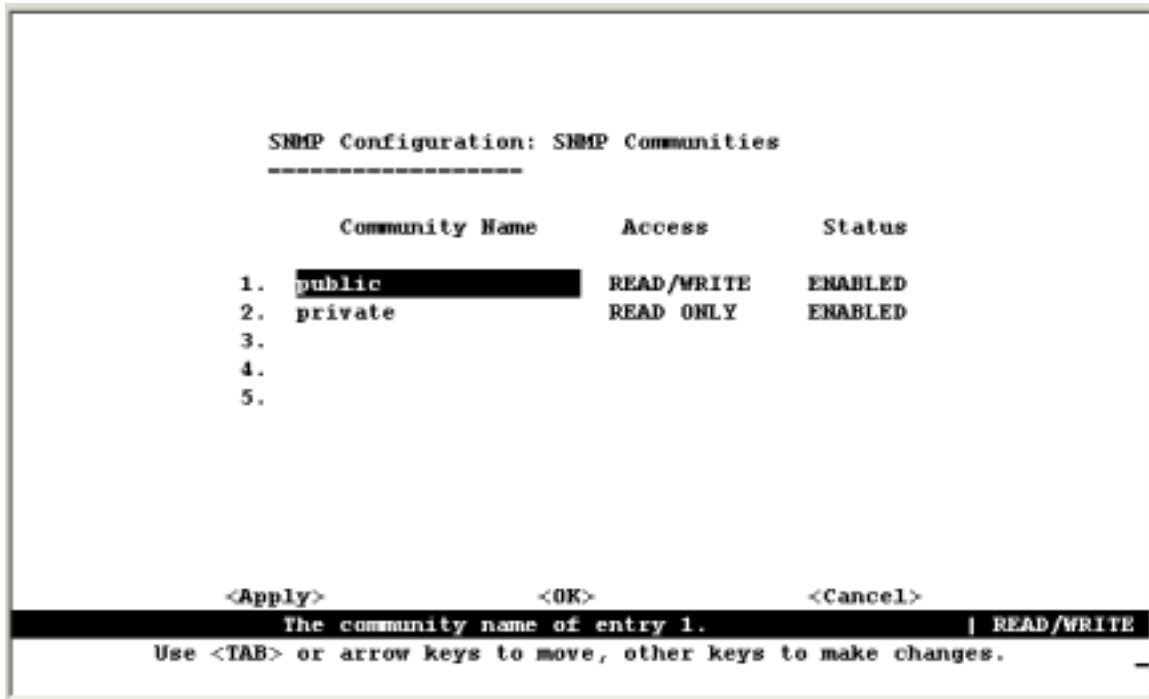 SNMP Configuration: SNMP Communities
-------------------
Community Name Access Status
1. public READ/WRITE ENABLED
2. private READ ONLY ENABLED
3.
4.
5.
<Apply> <OK> <Cancel>
The community name of entry 1. | READ/WRITE
Use <TAB> or arrow keys to move, other keys to make changes. _